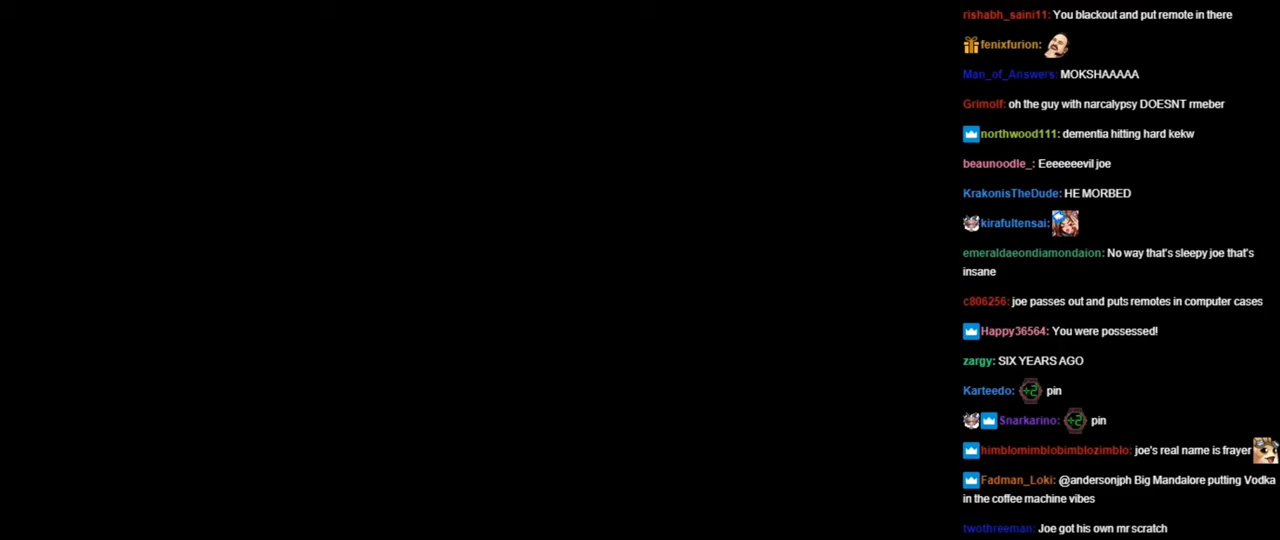 rishabh_saini11: You blackout and put remote in there
fenixfurion:
Man_of_Answers: MOKSHAAAAA
Grimolf: oh the guy with narcalypsy DOESNT rmeber
northwood111: dementia hitting hard kekw
beaunoodle_: Eeeeeeevil joe
KrakonisTheDude: HE MORBED
kirafultensai:
emeraldaeondiamondaion: No way that's sleepy joe that's
insane
c806256: joe passes out and puts remotes in computer cases
Happy36564: You were possessed!
zargy: SIX YEARS AGO
Karteedo: +2 pin
Snarkarino: +2 pin
himblomimblobimblozimblo: joe's real name is frayer
Fadman_Loki: @andersonjph Big Mandalore putting Vodka
in the coffee machine vibes
twothreeman: Joe got his own mr scratch